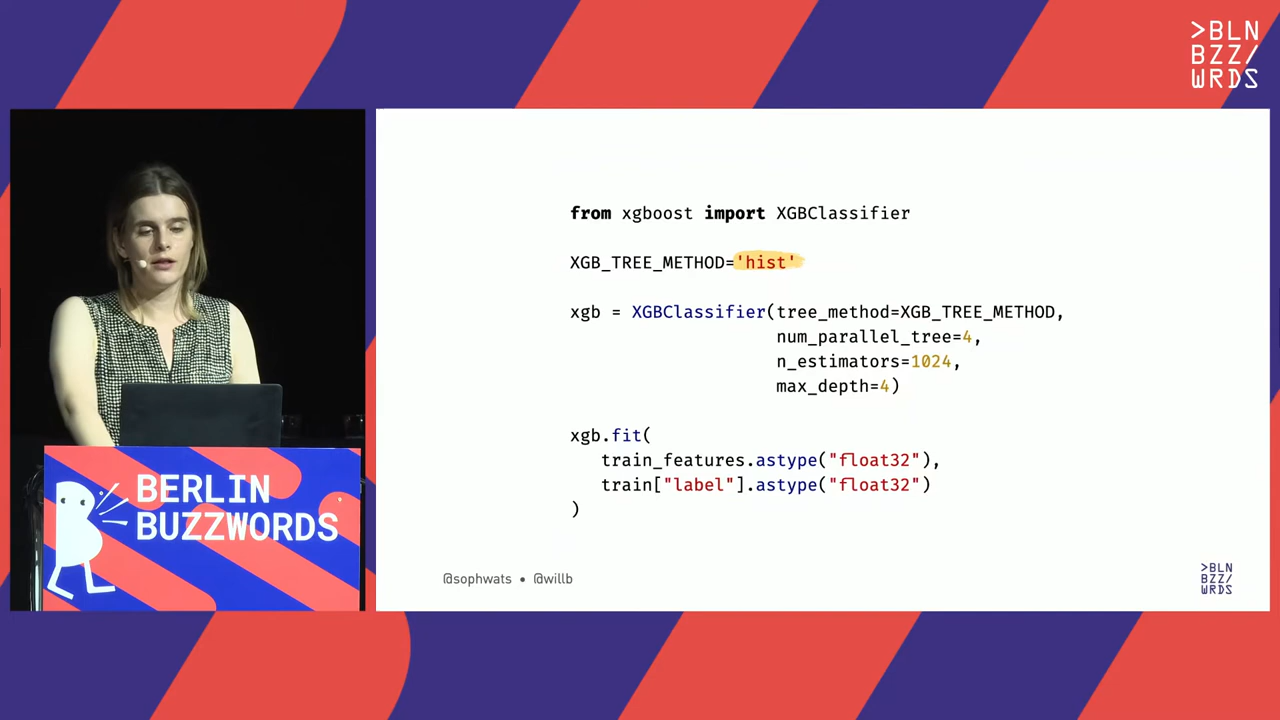 >BLN
BZZ/
WRDS
from xgboost import XGBClassifier
XGB_TREE_METHOD='hist'
xgb = XGBClassifier(tree_method=XGB_TREE_METHOD,
num_parallel_tree=4,
n_estimators=1024,
max_depth=4)
xgb.fit(
train_features.astype("float32"),
train["label"].astype("float32")
)
@sophwats • @willb
>BLN
BZZ/
WRDS
BERLIN
BUZZWORDS